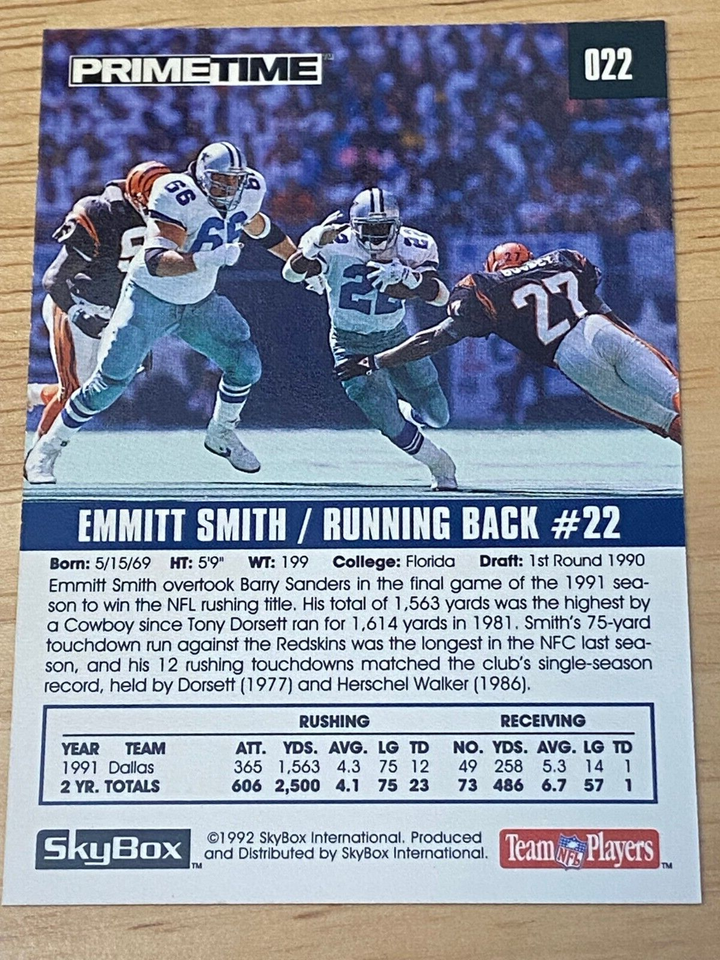 PRIMETIME™
022
66
66
22
27
27
EMMITT SMITH / RUNNING BACK #22
Born: 5/15/69 HT: 5'9" WT: 199 College: Florida Draft: 1st Round 1990
Emmitt Smith overtook Barry Sanders in the final game of the 1991 sea-
son to win the NFL rushing title. His total of 1,563 yards was the highest by
a Cowboy since Tony Dorsett ran for 1,614 yards in 1981. Smith's 75-yard
touchdown run against the Redskins was the longest in the NFC last sea-
son, and his 12 rushing touchdowns matched the club's single-season
record, held by Dorsett (1977) and Herschel Walker (1986).
RUSHING RECEIVING
YEAR TEAM ATT. YDS. AVG. LG TD NO. YDS. AVG. LG TD
1991 Dallas 365 1,563 4.3 75 12 49 258 5.3 14 1
2 YR. TOTALS 606 2,500 4.1 75 23 73 486 6.7 57 1
SkyBox™
©1992 SkyBox International. Produced
and Distributed by SkyBox International.
Team NFL Players™